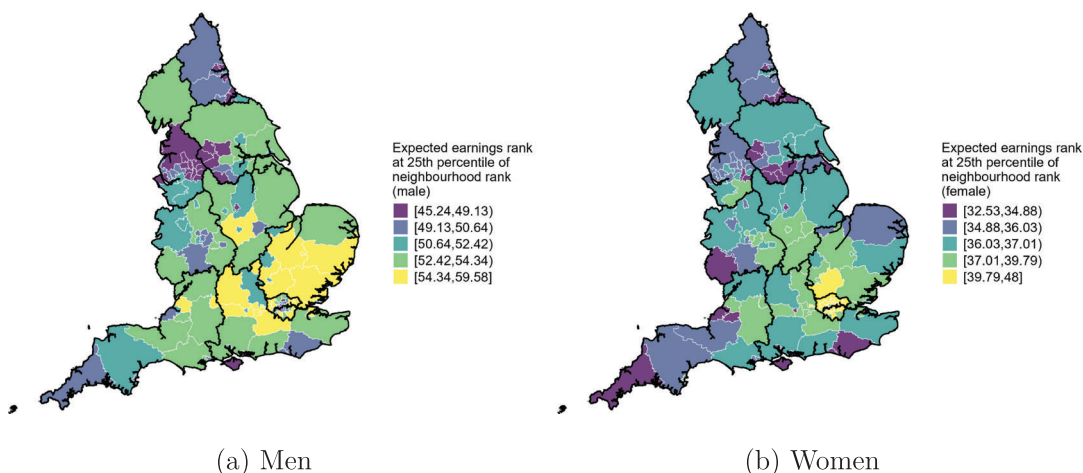 Expected earnings rank
at 25th percentile of
neighbourhood rank
(male)
[45.24,49.13)
[49.13,50.64)
[50.64,52.42)
[52.42,54.34)
[54.34,59.58]
Expected earnings rank
at 25th percentile of
neighbourhood rank
(female)
[32.53,34.88)
[34.88,36.03)
[36.03,37.01)
[37.01,39.79)
[39.79,48]
(a) Men
(b) Women